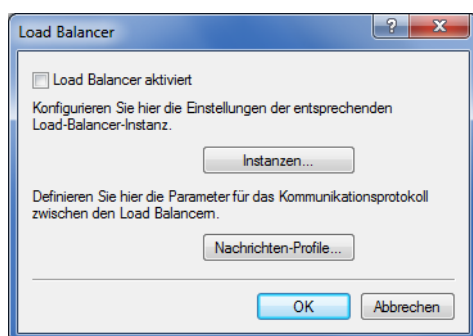 Load Balancer
Load Balancer aktiviert
Konfigurieren Sie hier die Einstellungen der entsprechenden
Load-Balancer-Instanz.
Instanzen...
Definieren Sie hier die Parameter für das Kommunikationsprotokoll
zwischen den Load Balancern.
Nachrichten-Profile...
OK
Abbrechen